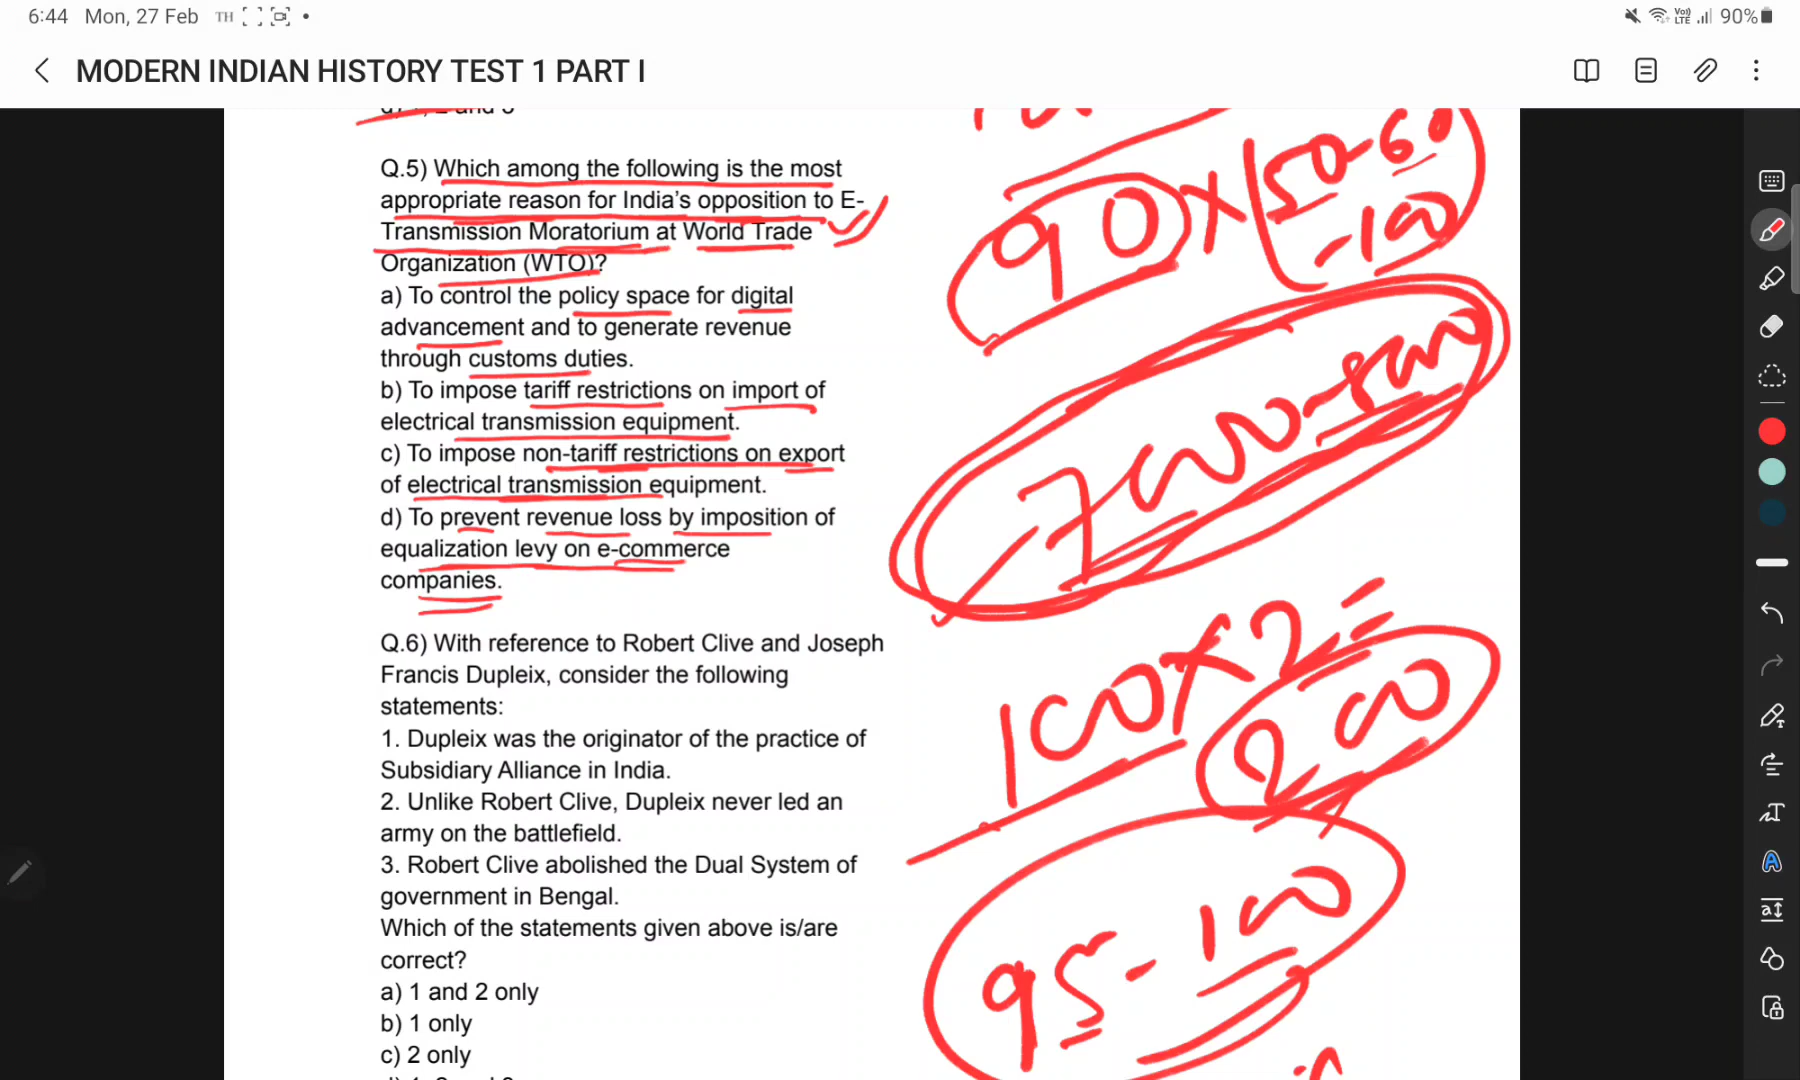 6:44 Mon, 27 Feb TH
90%
MODERN INDIAN HISTORY TEST 1 PART I
Q.5) Which among the following is the most
appropriate reason for India's opposition to E-
Transmission Moratorium at World Trade
Organization (WTO)?
a) To control the policy space for digital
advancement and to generate revenue
through customs duties.
b) To impose tariff restrictions on import of
electrical transmission equipment.
c) To impose non-tariff restrictions on export
of electrical transmission equipment.
d) To prevent revenue loss by imposition of
equalization levy on e-commerce
companies.
Q.6) With reference to Robert Clive and Joseph
Francis Dupleix, consider the following
statements:
1. Dupleix was the originator of the practice of
Subsidiary Alliance in India.
2. Unlike Robert Clive, Dupleix never led an
army on the battlefield.
3. Robert Clive abolished the Dual System of
government in Bengal.
Which of the statements given above is/are
correct?
a) 1 and 2 only
b) 1 only
c) 2 only
90 × (50-60
-100)
7000-8000
100×2=
200
95-100